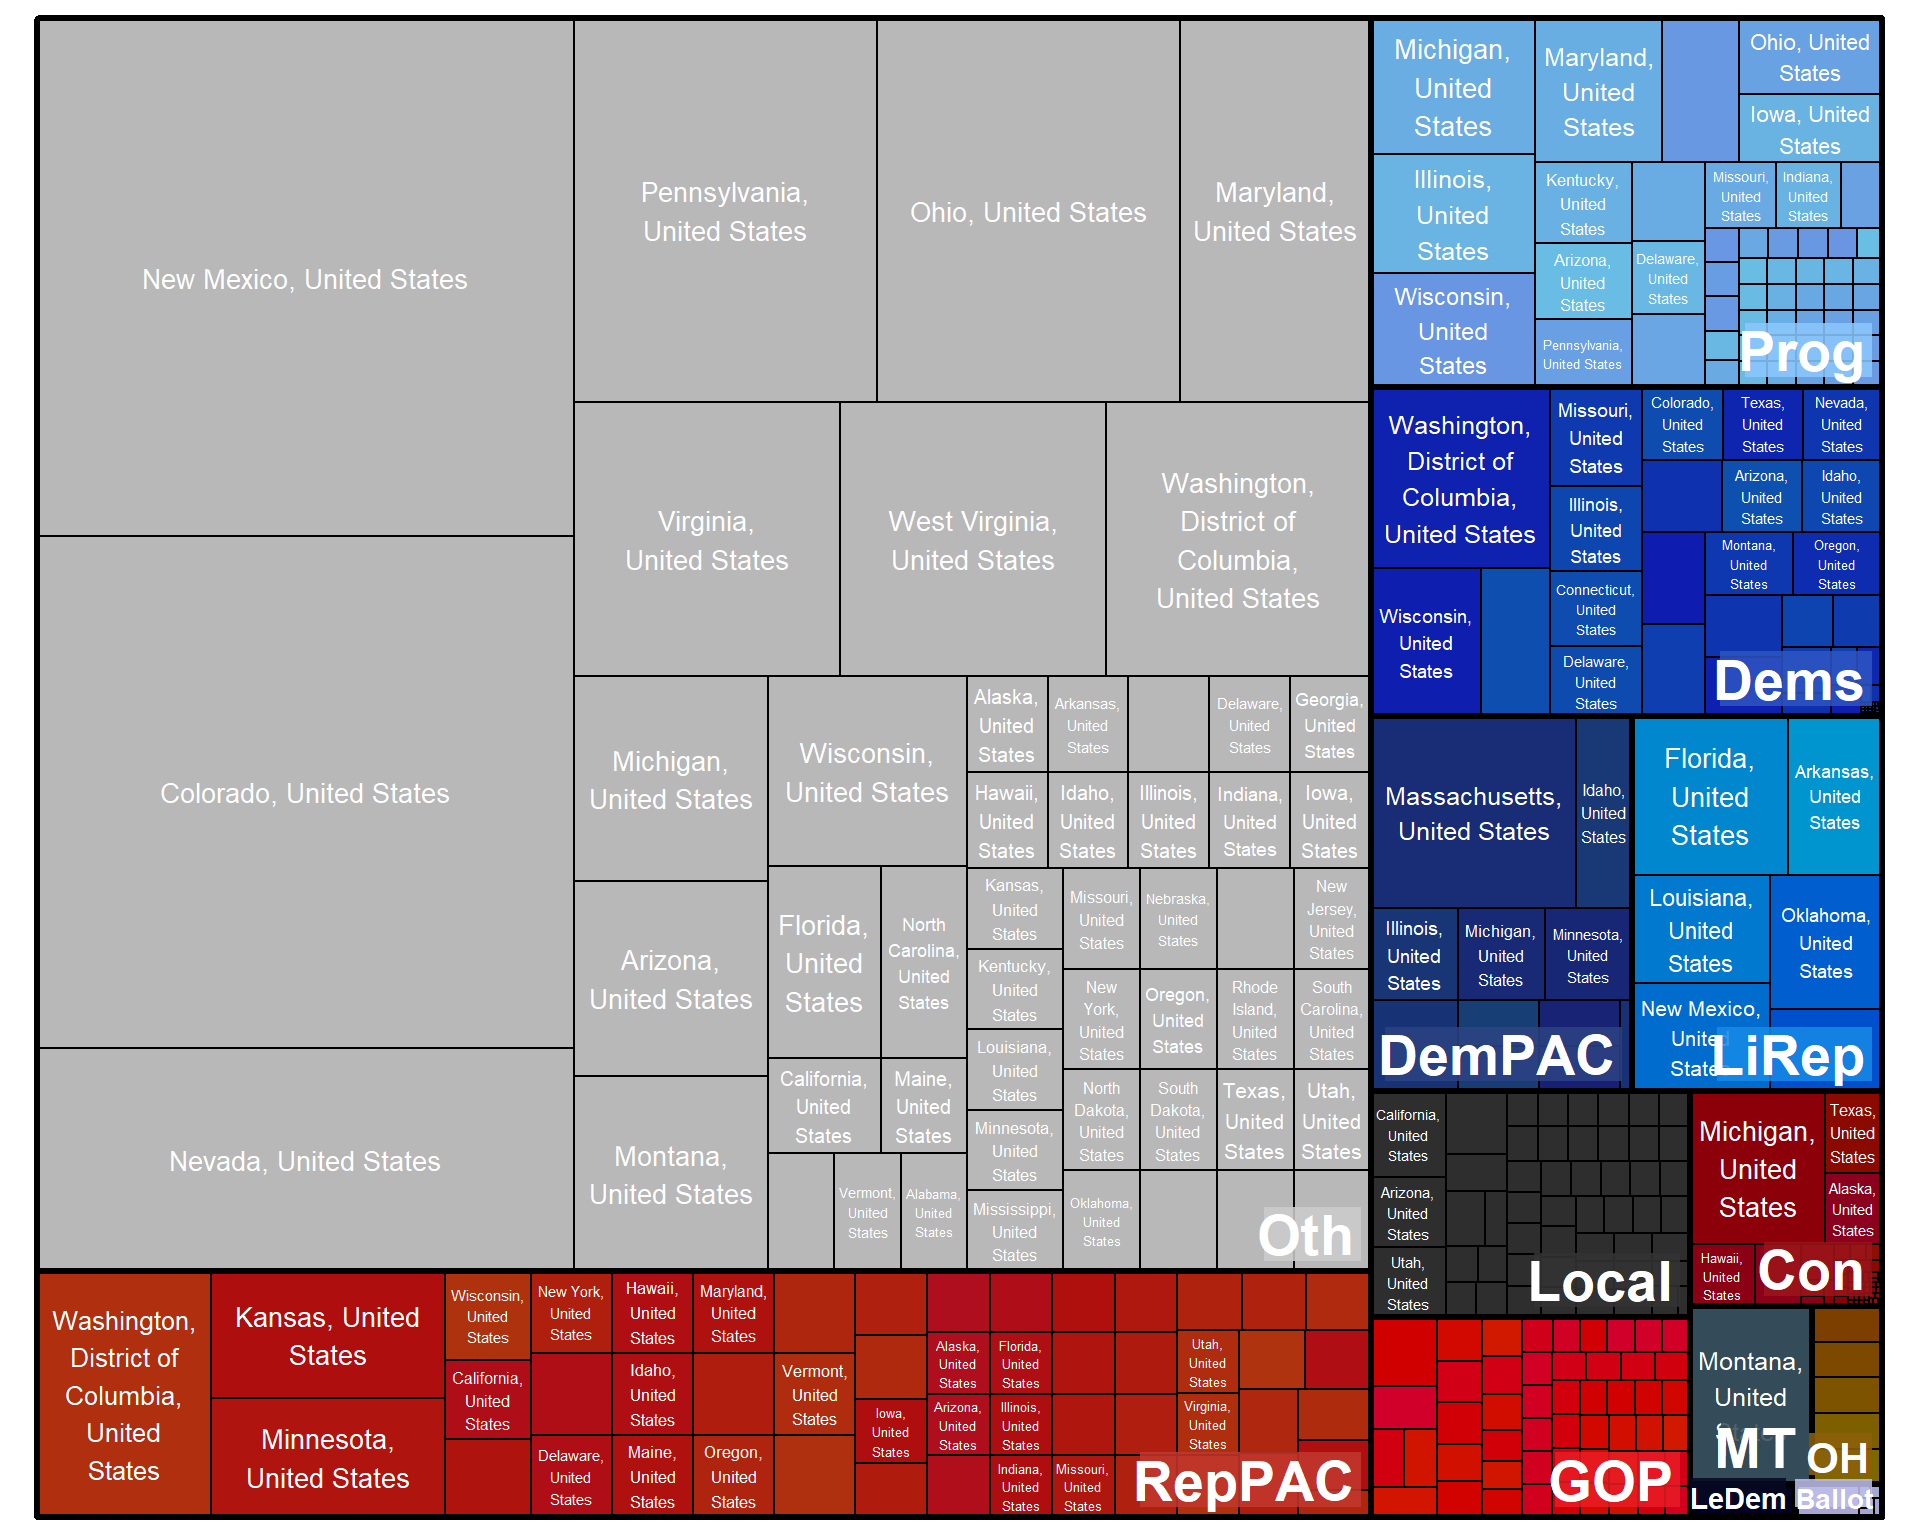 New Mexico, United States
Colorado, United States
Nevada, United States
Pennsylvania,
United States
Ohio, United States
Maryland,
United States
Virginia,
United States
West Virginia,
United States
Washington,
District of
Columbia,
United States
Michigan,
United States
Arizona,
United States
Montana,
United States
Wisconsin,
United States
Florida,
United
States
North
Carolina,
United
States
California,
United
States
Maine,
United
States
Vermont,
United
States
Alabama,
United
States
Alaska,
United
States
Arkansas,
United
States
Delaware,
United
States
Georgia,
United
States
Hawaii,
United
States
Idaho,
United
States
Illinois,
United
States
Indiana,
United
States
Iowa,
United
States
Kansas,
United
States
Kentucky,
United
States
Louisiana,
United
States
Minnesota,
United
States
Mississippi,
United
States
Missouri,
United
States
Nebraska,
United
States
New
Jersey,
United
States
New
York,
United
States
Oregon,
United
States
Rhode
Island,
United
States
South
Carolina,
United
States
North
Dakota,
United
States
South
Dakota,
United
States
Texas,
United
States
Utah,
United
States
Oklahoma,
United
States
Oth
Michigan,
United
States
Illinois,
United
States
Wisconsin,
United
States
Maryland,
United
States
Ohio, United
States
Iowa, United
States
Kentucky,
United
States
Arizona,
United
States
Pennsylvania,
United States
Delaware,
United
States
Missouri,
United
States
Indiana,
United
States
Prog
Washington,
District of
Columbia,
United States
Wisconsin,
United
States
Missouri,
United
States
Illinois,
United
States
Connecticut,
United
States
Delaware,
United
States
Colorado,
United
States
Texas,
United
States
Nevada,
United
States
Arizona,
United
States
Idaho,
United
States
Montana,
United
States
Oregon,
United
States
Dems
Massachusetts,
United States
Idaho,
United
States
Illinois,
United
States
Michigan,
United
States
Minnesota,
United
States
DemPAC
Florida,
United
States
Arkansas,
United
States
Louisiana,
United
States
Oklahoma,
United
States
New Mexico,
United
States
LiRep
California,
United
States
Arizona,
United
States
Utah,
United
States
Local
Michigan,
United
States
Texas,
United
States
Alaska,
United
States
Hawaii,
United
States
Con
Washington,
District of
Columbia,
United
States
Kansas, United
States
Minnesota,
United States
Wisconsin,
United
States
California,
United
States
New York,
United
States
Delaware,
United
States
Hawaii,
United
States
Idaho,
United
States
Maine,
United
States
Maryland,
United
States
Oregon,
United
States
Vermont,
United
States
Iowa,
United
States
Alaska,
United
States
Arizona,
United
States
Florida,
United
States
Illinois,
United
States
Indiana,
United
States
Missouri,
United
States
Utah,
United
States
Virginia,
United
States
RepPAC
GOP
Montana,
United
States
MT
OH
LeDem
Ballot